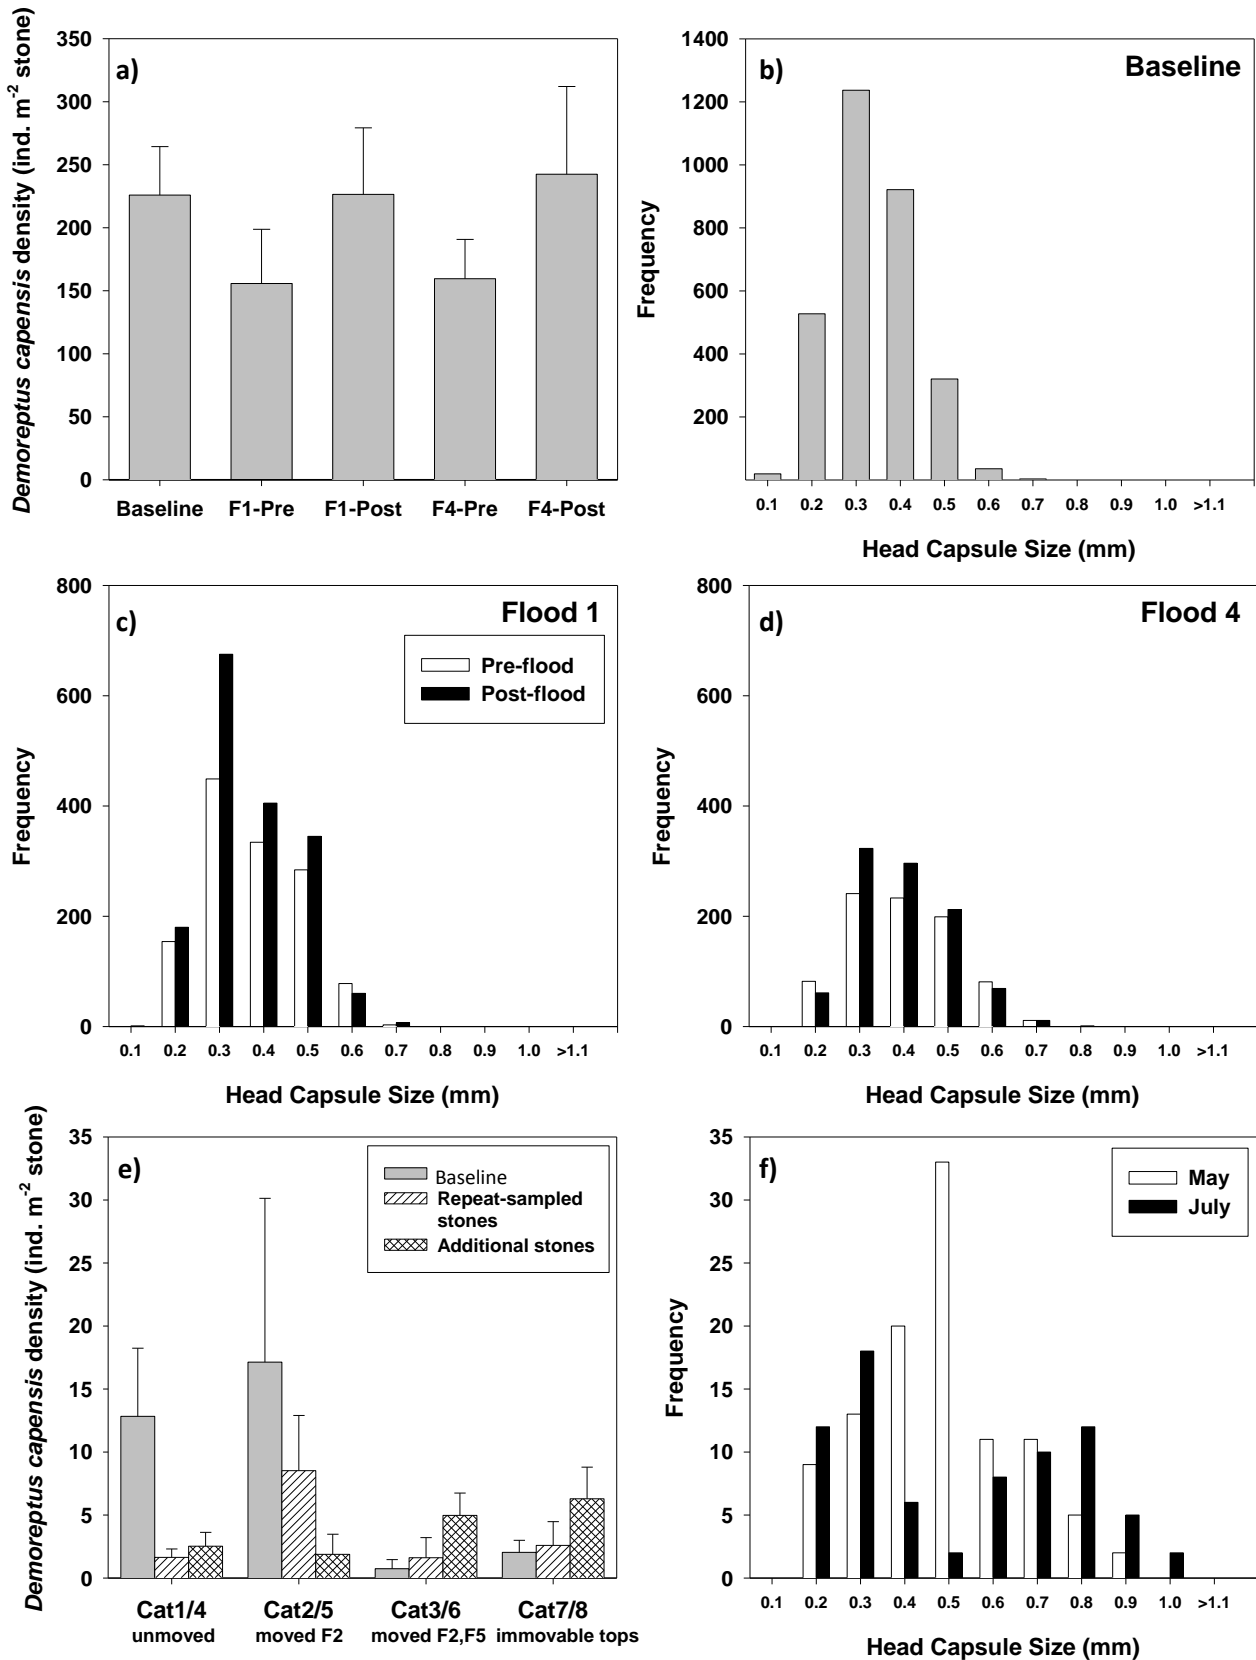 a)
350
300
250
200
150
100
50
0
Demoreptus capensis density (ind. m-2 stone)
Baseline F1-Pre F1-Post F4-Pre F4-Post
b)
Baseline
1400
1200
1000
800
600
400
200
Frequency
0.1 0.2 0.3 0.4 0.5 0.6 0.7 0.8 0.9 1.0 >1.1
Head Capsule Size (mm)
c)
Flood 1
Pre-flood
Post-flood
800
600
400
200
0
Frequency
0.1 0.2 0.3 0.4 0.5 0.6 0.7 0.8 0.9 1.0 >1.1
Head Capsule Size (mm)
d)
Flood 4
800
600
400
200
0
Frequency
0.1 0.2 0.3 0.4 0.5 0.6 0.7 0.8 0.9 1.0 >1.1
Head Capsule Size (mm)
e)
Baseline
Repeat-sampled
stones
Additional stones
35
30
25
20
15
10
5
0
Demoreptus capensis density (ind. m-2 stone)
Cat1/4 Cat2/5 Cat3/6 Cat7/8
unmoved moved F2 moved F2,F5 immovable tops
f)
May
July
35
30
25
20
15
10
5
0
Frequency
0.1 0.2 0.3 0.4 0.5 0.6 0.7 0.8 0.9 1.0 >1.1
Head Capsule Size (mm)